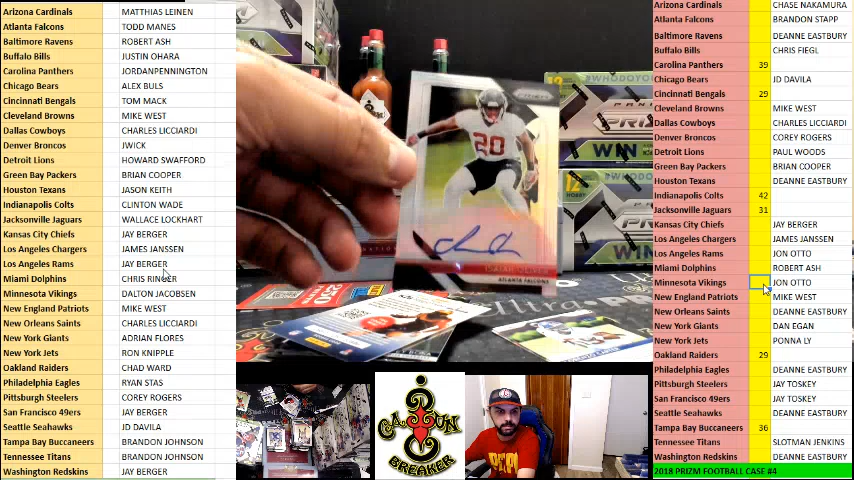 Arizona Cardinals MATTHIAS LEINEN
Atlanta Falcons TODD MANES
Baltimore Ravens ROBERT ASH
Buffalo Bills JUSTIN OHARA
Carolina Panthers JORDANPENNINGTON
Chicago Bears ALEX BULS
Cincinnati Bengals TOM MACK
Cleveland Browns MIKE WEST
Dallas Cowboys CHARLES LICCIARDI
Denver Broncos JWICK
Detroit Lions HOWARD SWAFFORD
Green Bay Packers BRIAN COOPER
Houston Texans JASON KEITH
Indianapolis Colts CLINTON WADE
Jacksonville Jaguars WALLACE LOCKHART
Kansas City Chiefs JAY BERGER
Los Angeles Chargers JAMES JANSSEN
Los Angeles Rams JAY BERGER
Miami Dolphins CHRIS RINGER
Minnesota Vikings DALTON JACOBSEN
New England Patriots MIKE WEST
New Orleans Saints CHARLES LICCIARDI
New York Giants ADRIAN FLORES
New York Jets RON KNIPPLE
Oakland Raiders CHAD WARD
Philadelphia Eagles RYAN STAS
Pittsburgh Steelers COREY ROGERS
San Francisco 49ers JAY BERGER
Seattle Seahawks JD DAVILA
Tampa Bay Buccaneers BRANDON JOHNSON
Tennessee Titans BRANDON JOHNSON
Washington Redskins JAY BERGER
PRIZM
20
ISAIAH OLIVER
ATLANTA FALCONS
#WHODOYOU
PANINI
WIN
12
HOBBY
250
CAJUN
BREAKER
Arizona Cardinals CHASE NAKAMURA
Atlanta Falcons BRANDON STAPP
Baltimore Ravens DEANNE EASTBURY
Buffalo Bills CHRIS FIEGL
Carolina Panthers 39
Chicago Bears JD DAVILA
Cincinnati Bengals 29
Cleveland Browns MIKE WEST
Dallas Cowboys CHARLES LICCIARDI
Denver Broncos COREY ROGERS
Detroit Lions PAUL WOODS
Green Bay Packers BRIAN COOPER
Houston Texans DEANNE EASTBURY
Indianapolis Colts 42
Jacksonville Jaguars 31
Kansas City Chiefs JAY BERGER
Los Angeles Chargers JAMES JANSSEN
Los Angeles Rams JON OTTO
Miami Dolphins ROBERT ASH
Minnesota Vikings JON OTTO
New England Patriots MIKE WEST
New Orleans Saints DEANNE EASTBURY
New York Giants DAN EGAN
New York Jets PONNA LY
Oakland Raiders 29
Philadelphia Eagles DEANNE EASTBURY
Pittsburgh Steelers JAY TOSKEY
San Francisco 49ers JAY TOSKEY
Seattle Seahawks DEANNE EASTBURY
Tampa Bay Buccaneers 36
Tennessee Titans SLOTMAN JENKINS
Washington Redskins DEANNE EASTBURY
2018 PRIZM FOOTBALL CASE #4